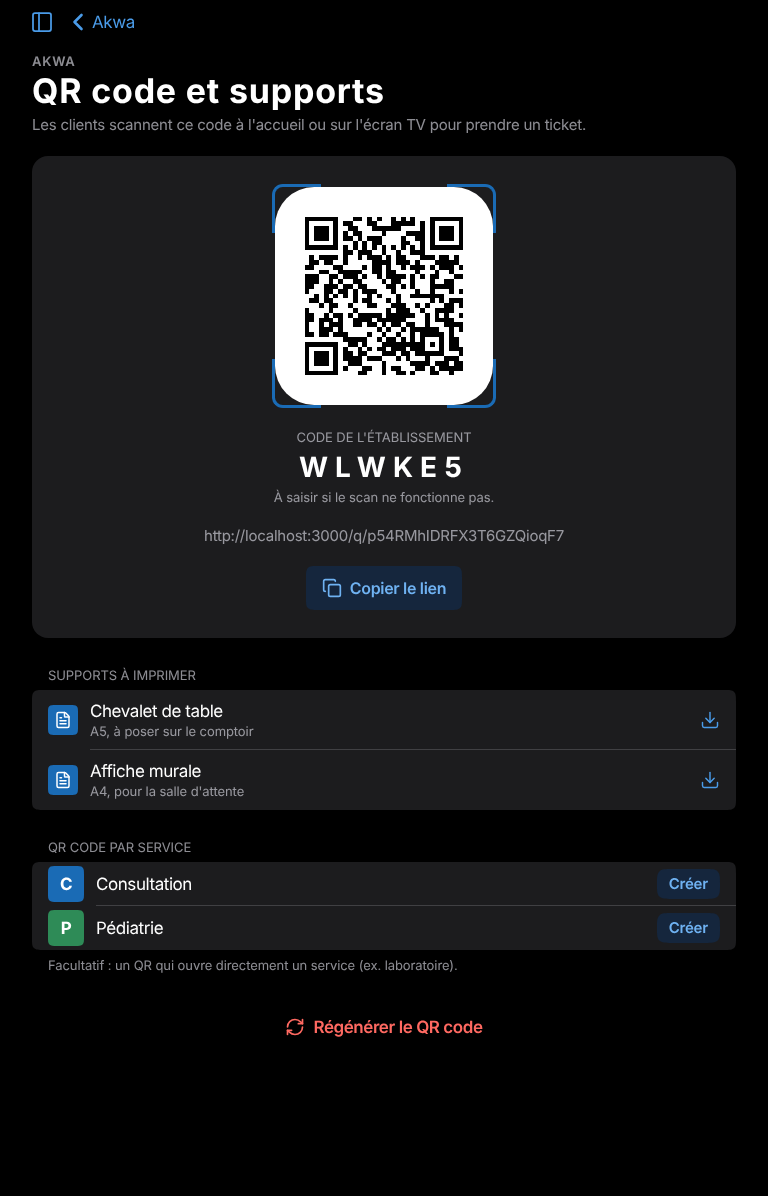 Akwa
AKWA
QR code et supports
Les clients scannent ce code à l'accueil ou sur l'écran TV pour prendre un ticket.
CODE DE L'ÉTABLISSEMENT
WLWKE5
À saisir si le scan ne fonctionne pas.
http://localhost:3000/q/p54RMhlDRFX3T6GZQioqF7
Copier le lien
SUPPORTS À IMPRIMER
Chevalet de table
A5, à poser sur le comptoir
Affiche murale
A4, pour la salle d'attente
QR CODE PAR SERVICE
C Consultation Créer
P Pédiatrie Créer
Facultatif : un QR qui ouvre directement un service (ex. laboratoire).
Régénérer le QR code